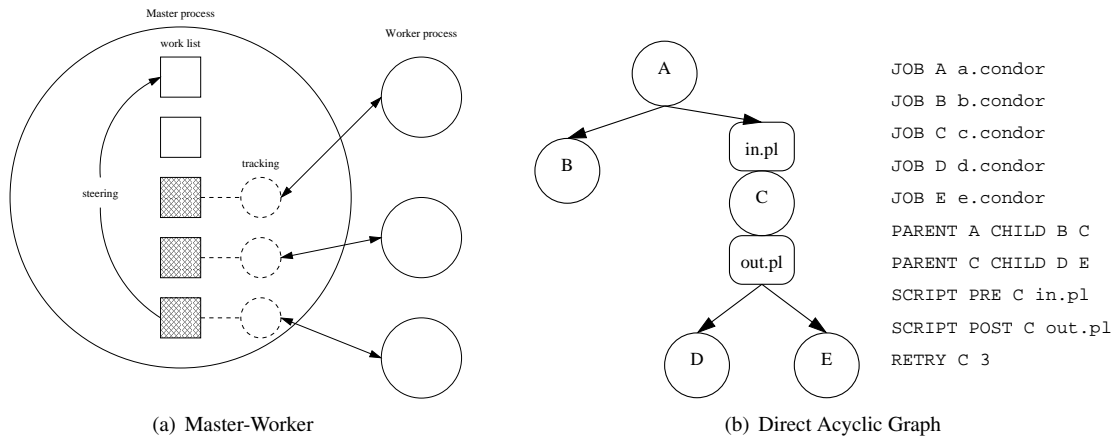 Master process
work list
Worker process
tracking
steering
(a) Master-Worker
A
B
in.pl
C
out.pl
D
E
JOB A a.condor
JOB B b.condor
JOB C c.condor
JOB D d.condor
JOB E e.condor
PARENT A CHILD B C
PARENT C CHILD D E
SCRIPT PRE C in.pl
SCRIPT POST C out.pl
RETRY C 3
(b) Direct Acyclic Graph